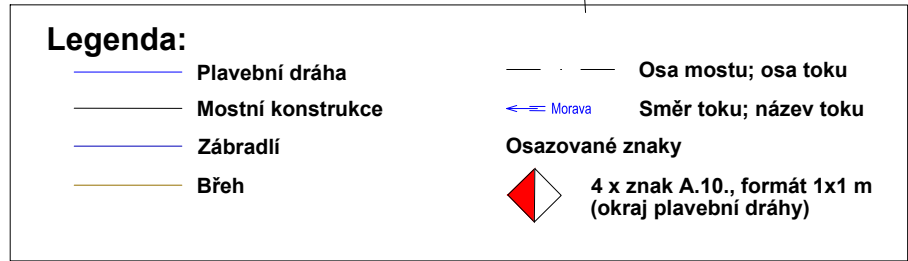 Legenda:
Plavební dráha
Mostní konstrukce
Zábradlí
Břeh
Osa mostu; osa toku
Morava Směr toku; název toku
Osazované znaky
4 x znak A.10., formát 1x1 m
(okraj plavební dráhy)